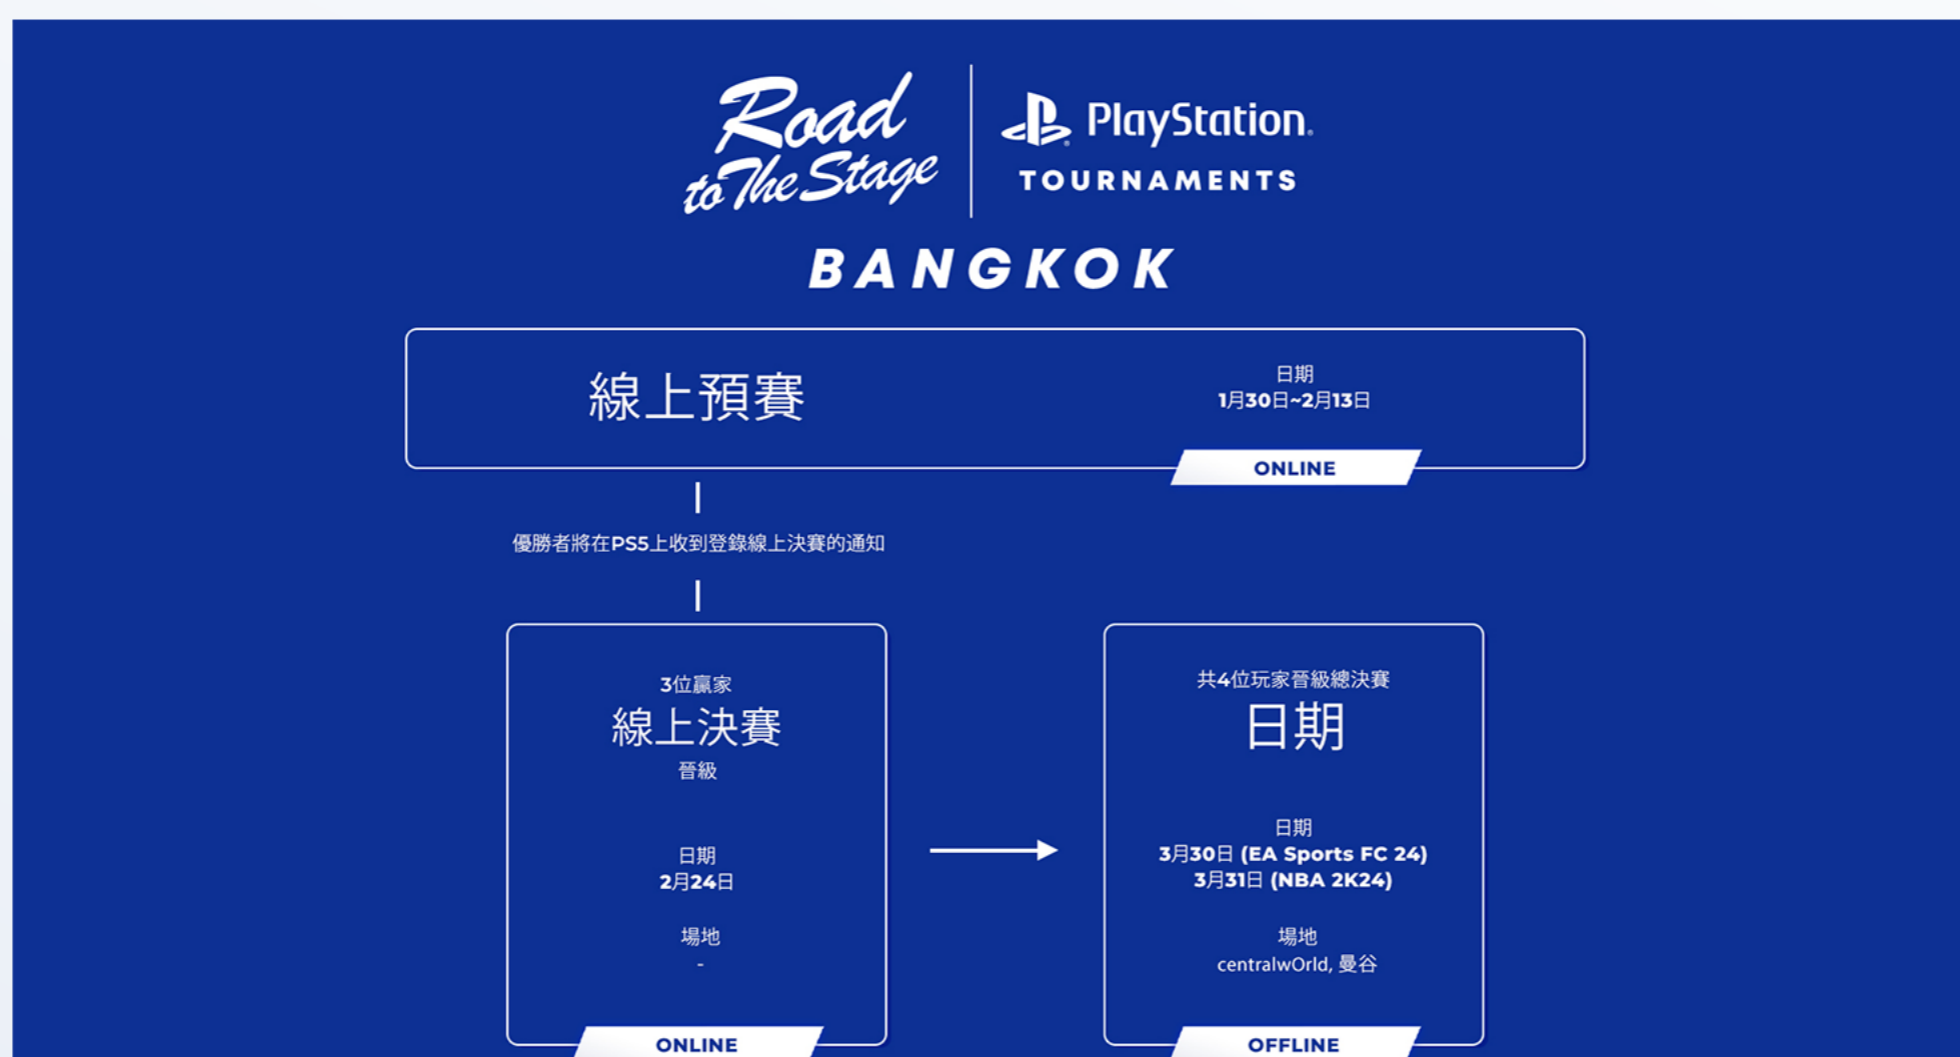 Road
to The Stage
PlayStation®
TOURNAMENTS
BANGKOK
線上預賽
日期
1月30日~2月13日
ONLINE
優勝者將在PS5上收到登錄線上決賽的通知
3位贏家
線上決賽
晉級
日期
2月24日
場地
-
ONLINE
共4位玩家晉級總決賽
日期
日期
3月30日 (EA Sports FC 24)
3月31日 (NBA 2K24)
場地
centralwOrld, 曼谷
OFFLINE